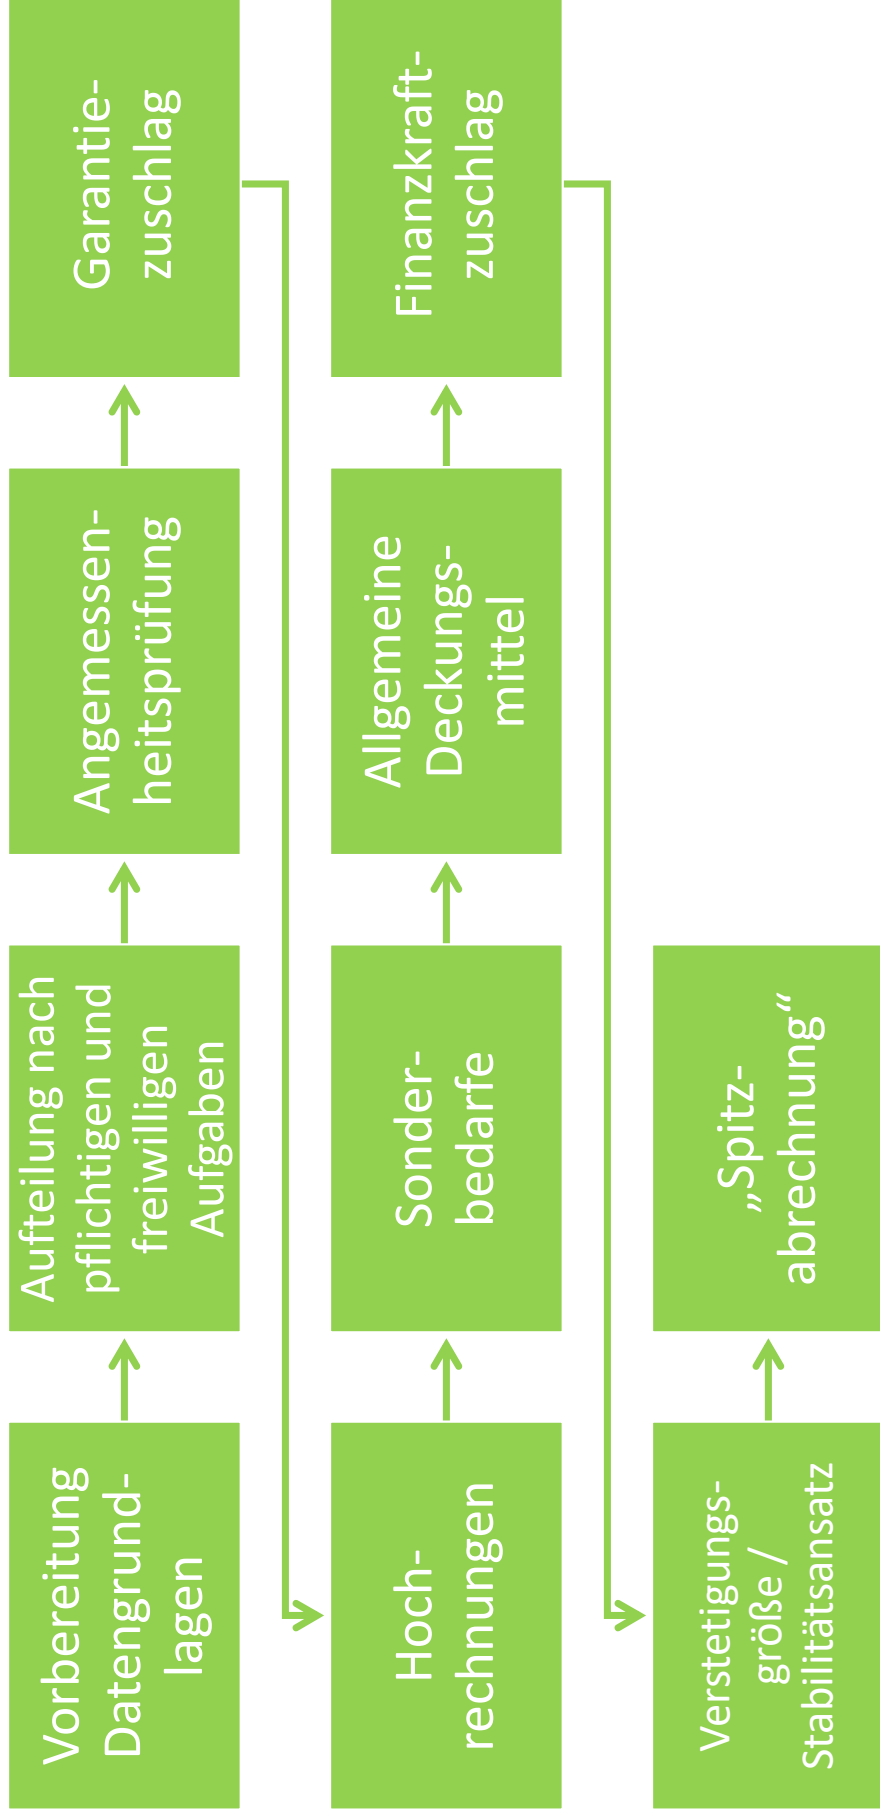 Vorbereitung
Datengrund-
lagen
Aufteilung nach
pflichtigen und
freiwilligen
Aufgaben
Angemessen-
heitsprüfung
Garantie-
zuschlag
Hoch-
rechnungen
Sonder-
bedarfe
Allgemeine
Deckungs-
mittel
Finanzkraft-
zuschlag
Verstetigungs-
größe /
Stabilitätsansatz
„Spitz-
abrechnung“